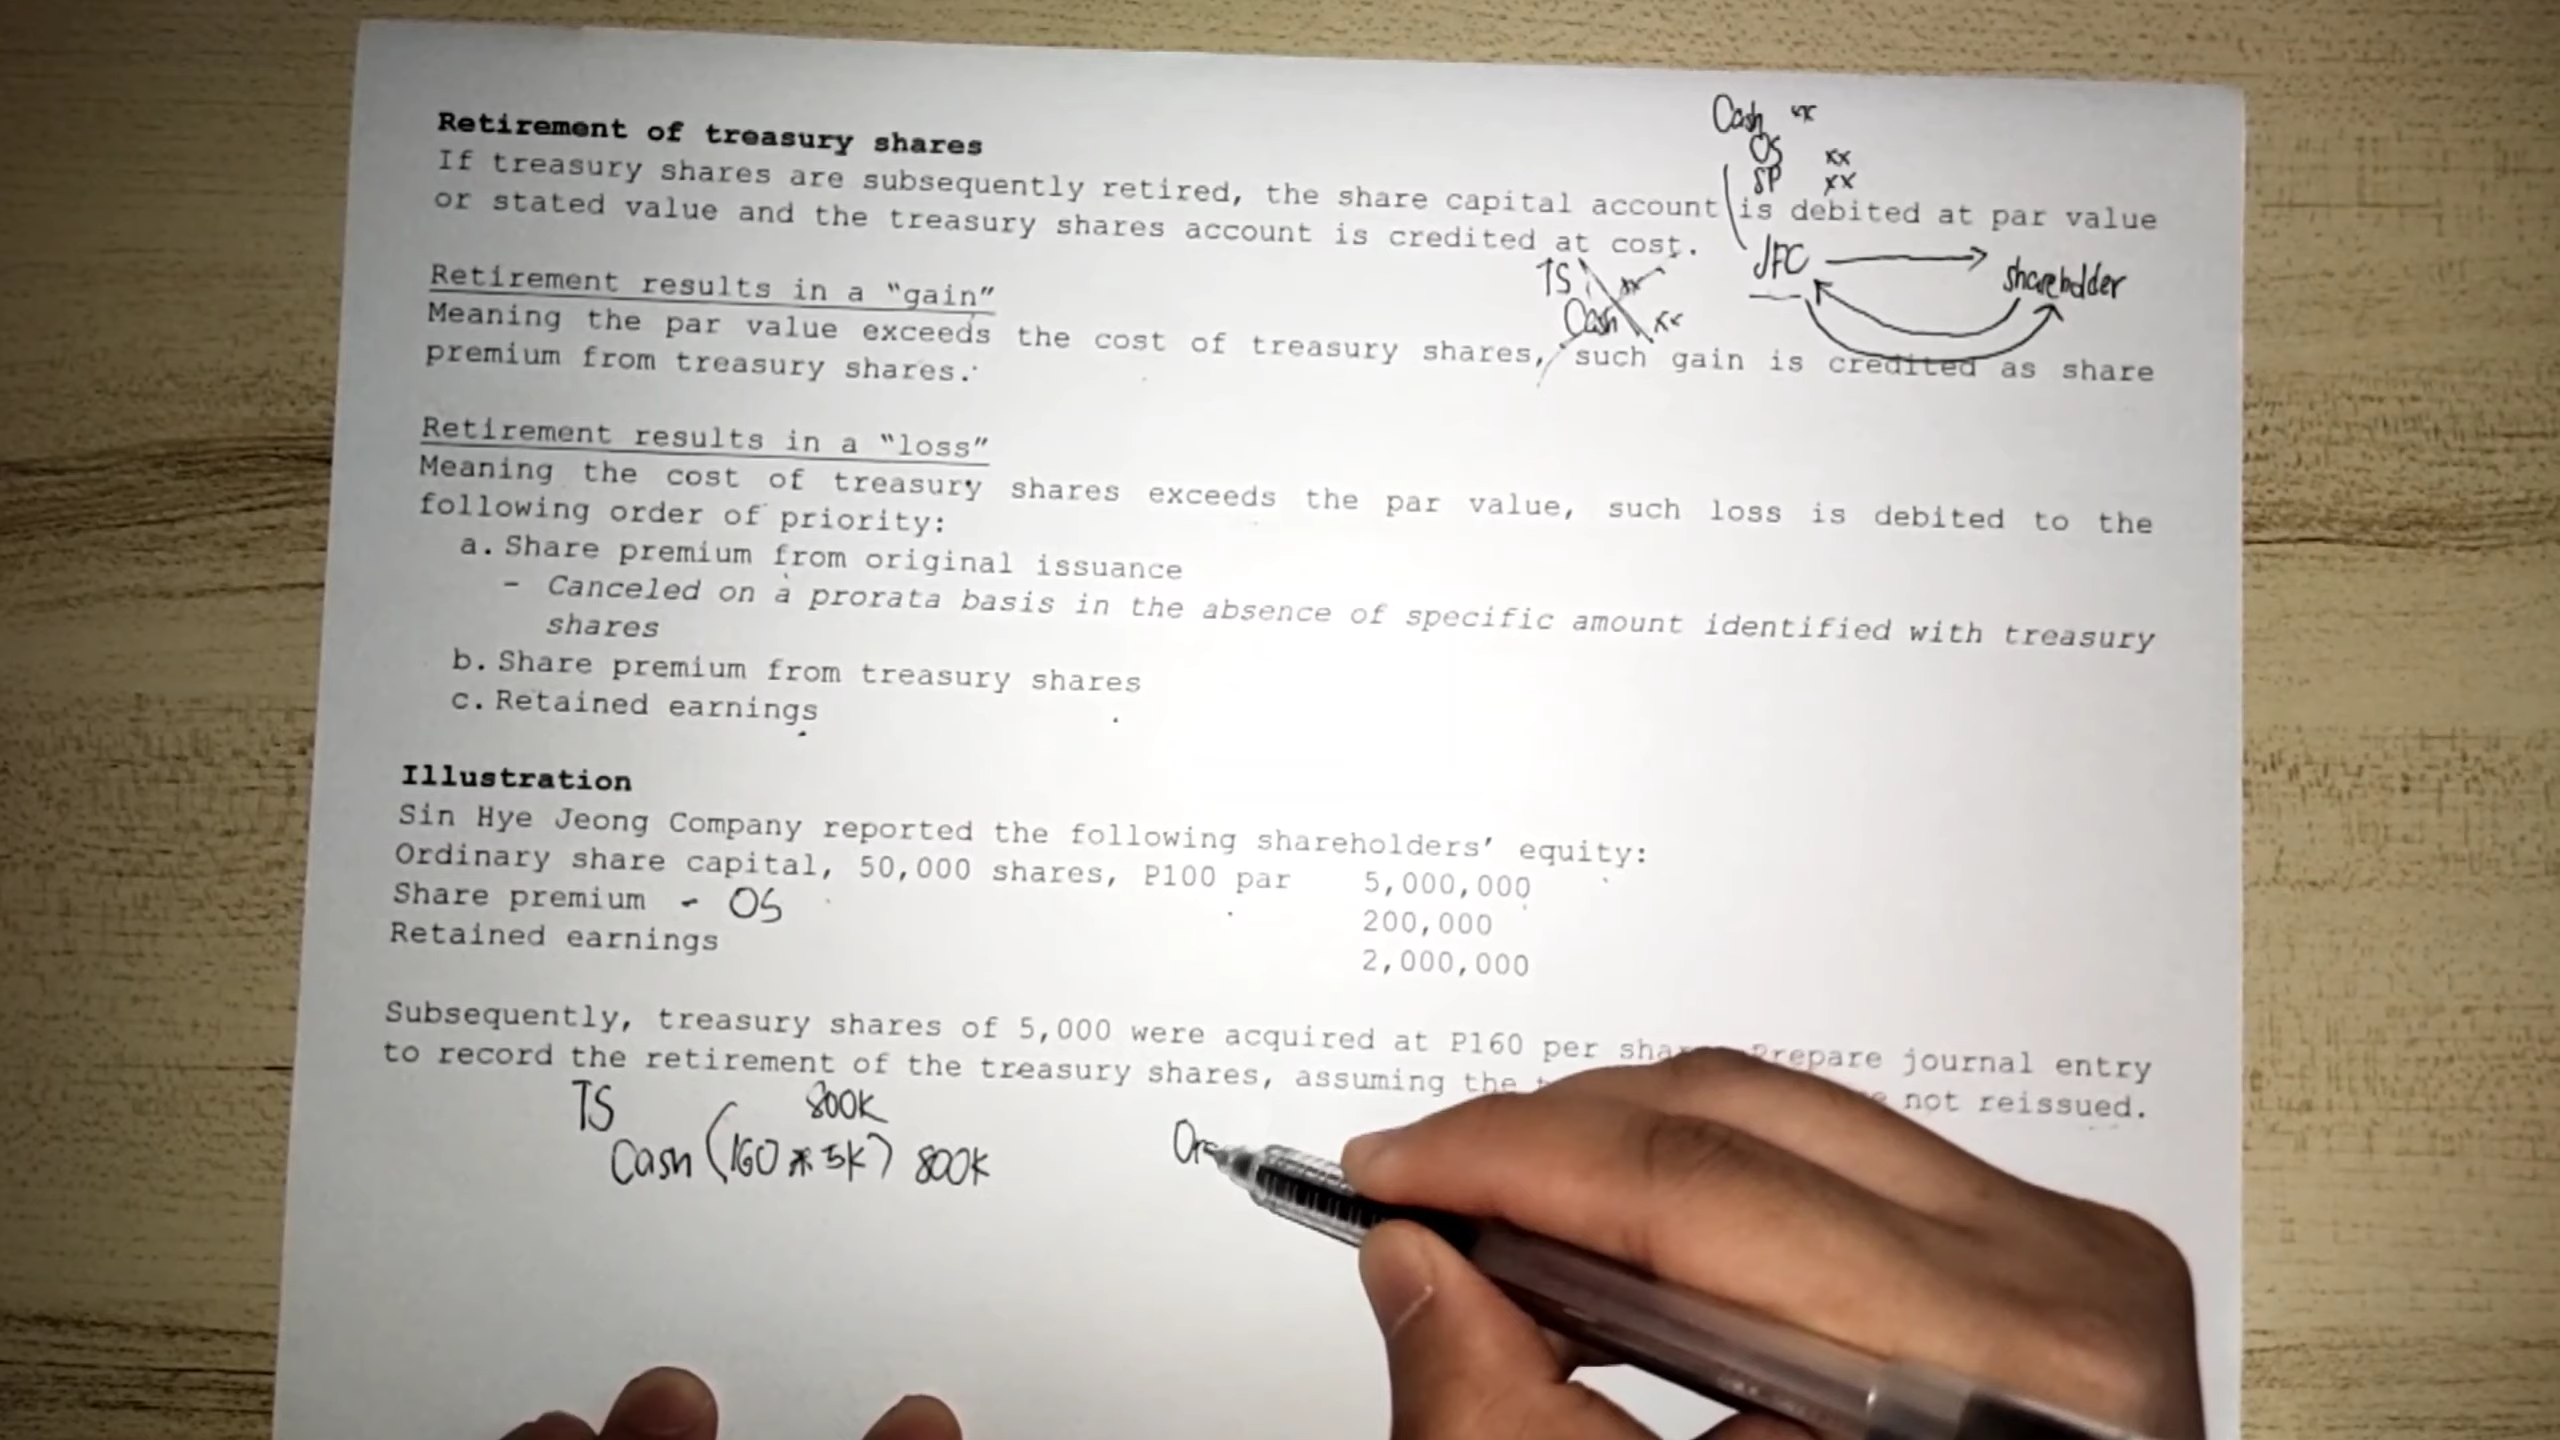 Cash xx
OS xx
SP xx
Retirement of treasury shares
If treasury shares are subsequently retired, the share capital account is debited at par value
or stated value and the treasury shares account is credited at cost.
JFC shareholder
TS xx
Cash xx
Retirement results in a “gain”
Meaning the par value exceeds the cost of treasury shares, such gain is credited as share
premium from treasury shares.
Retirement results in a “loss”
Meaning the cost of treasury shares exceeds the par value, such loss is debited to the
following order of priority:
a. Share premium from original issuance
- Canceled on a prorata basis in the absence of specific amount identified with treasury
shares
b. Share premium from treasury shares
c. Retained earnings
Illustration
Sin Hye Jeong Company reported the following shareholders’ equity:
Ordinary share capital, 50,000 shares, P100 par 5,000,000
Share premium - OS 200,000
Retained earnings 2,000,000
Subsequently, treasury shares of 5,000 were acquired at P160 per Prepare journal entry
to record the retirement of the treasury shares, assuming the not reissued.
TS 800K
Cash (160 * 5K) 800K